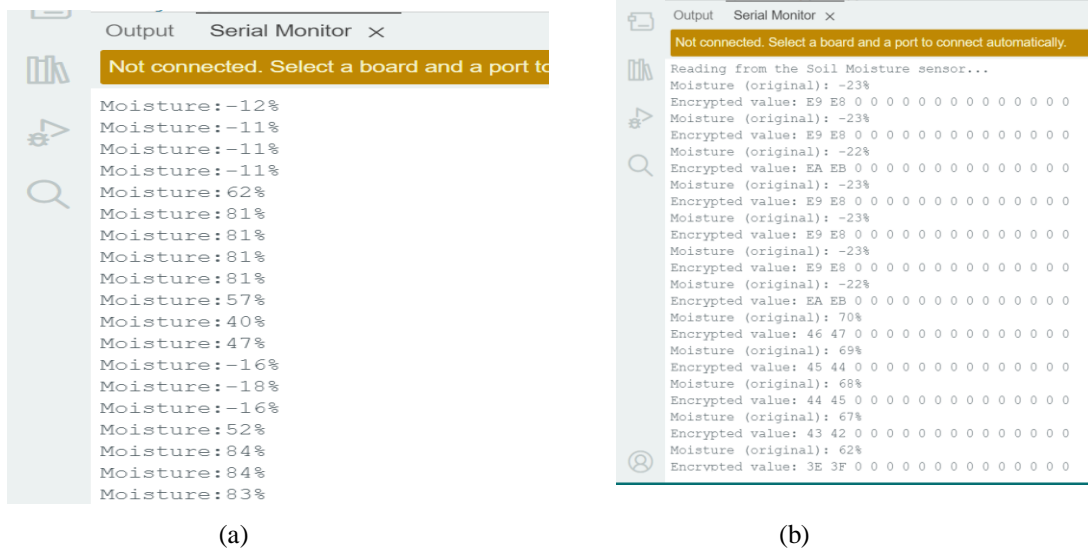 Output Serial Monitor ×
Not connected. Select a board and a port to
Moisture:-12%
Moisture:-11%
Moisture:-11%
Moisture:-11%
Moisture:62%
Moisture:81%
Moisture:81%
Moisture:81%
Moisture:81%
Moisture:57%
Moisture:40%
Moisture:47%
Moisture:-16%
Moisture:-18%
Moisture:-16%
Moisture:52%
Moisture:84%
Moisture:84%
Moisture:83%
(a)
Output Serial Monitor ×
Not connected. Select a board and a port to connect automatically.
Reading from the Soil Moisture sensor...
Moisture (original): -23%
Encrypted value: E9 E8 0 0 0 0 0 0 0 0 0 0 0 0 0 0
Moisture (original): -23%
Encrypted value: E9 E8 0 0 0 0 0 0 0 0 0 0 0 0 0 0
Moisture (original): -22%
Encrypted value: EA EB 0 0 0 0 0 0 0 0 0 0 0 0 0 0
Moisture (original): -23%
Encrypted value: E9 E8 0 0 0 0 0 0 0 0 0 0 0 0 0 0
Moisture (original): -23%
Encrypted value: E9 E8 0 0 0 0 0 0 0 0 0 0 0 0 0 0
Moisture (original): -23%
Encrypted value: E9 E8 0 0 0 0 0 0 0 0 0 0 0 0 0 0
Moisture (original): -22%
Encrypted value: EA EB 0 0 0 0 0 0 0 0 0 0 0 0 0 0
Moisture (original): 70%
Encrypted value: 46 47 0 0 0 0 0 0 0 0 0 0 0 0 0 0
Moisture (original): 69%
Encrypted value: 45 44 0 0 0 0 0 0 0 0 0 0 0 0 0 0
Moisture (original): 68%
Encrypted value: 44 45 0 0 0 0 0 0 0 0 0 0 0 0 0 0
Moisture (original): 67%
Encrypted value: 43 42 0 0 0 0 0 0 0 0 0 0 0 0 0 0
Moisture (original): 62%
Encrypted value: 3E 3F 0 0 0 0 0 0 0 0 0 0 0 0 0 0
(b)